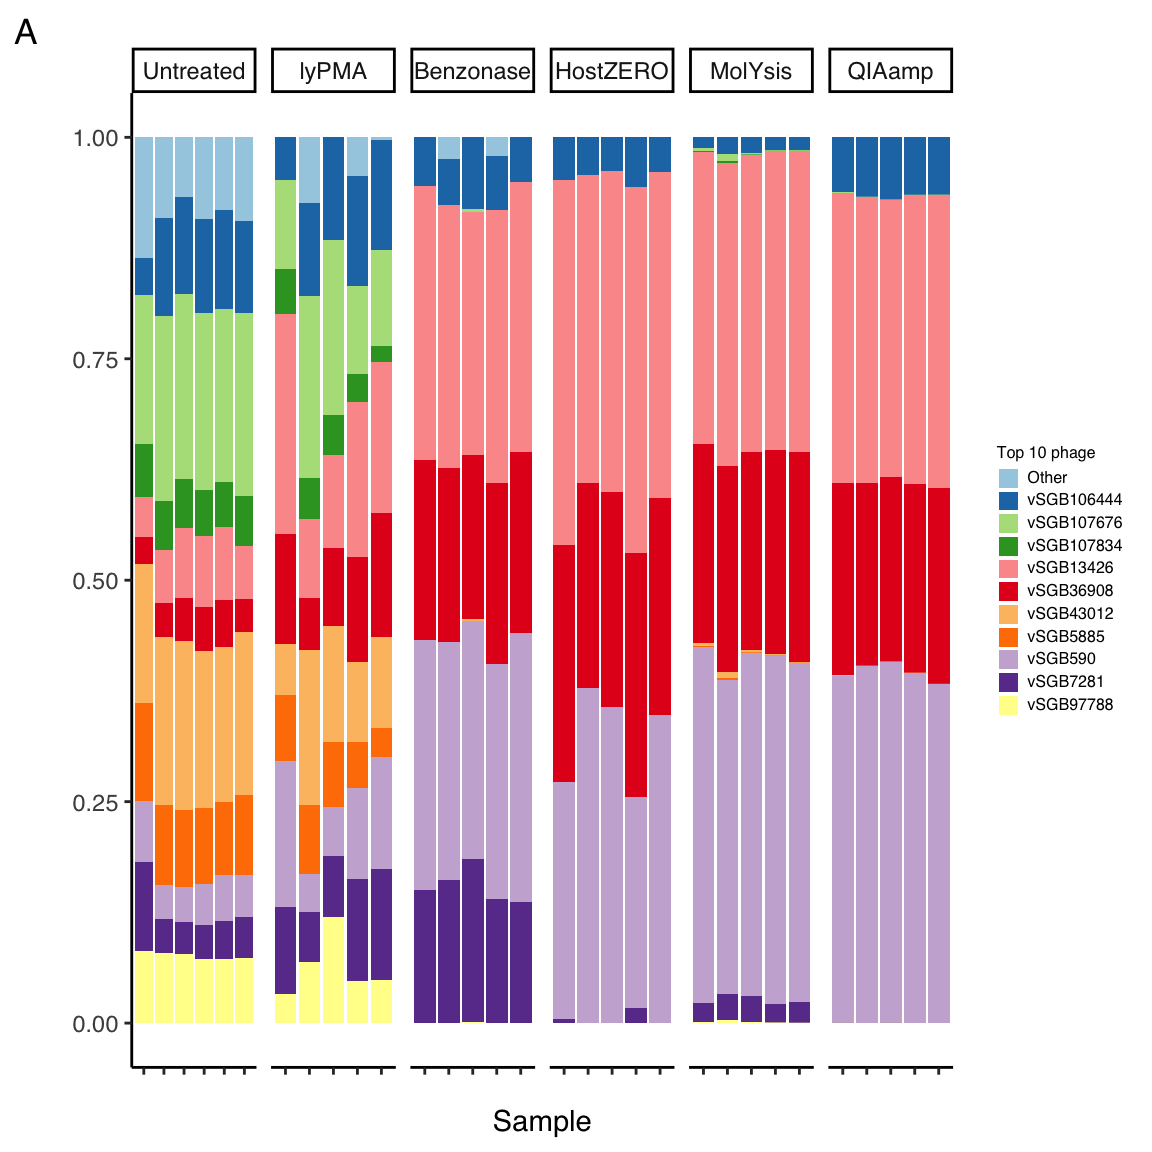 A
Untreated
lyPMA
Benzonase
HostZERO
MolYsis
QIAamp
1.00
0.75
0.50
0.25
0.00
Sample
Top 10 phage
Other
vSGB106444
vSGB107676
vSGB107834
vSGB13426
vSGB36908
vSGB43012
vSGB5885
vSGB590
vSGB7281
vSGB97788